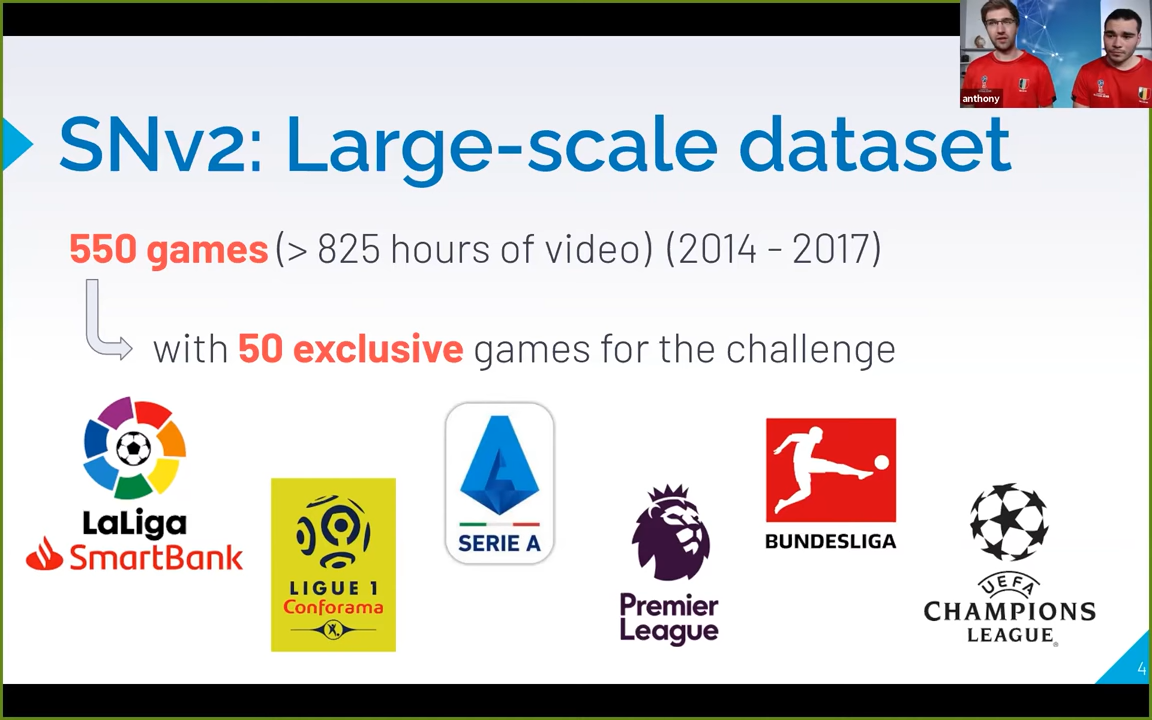 anthony
SNv2: Large-scale dataset
550 games (> 825 hours of video) (2014 - 2017)
with 50 exclusive games for the challenge
LaLiga
SmartBank
LIGUE 1
Conforama
SERIE A
Premier
League
BUNDESLIGA
UEFA
CHAMPIONS
LEAGUE
4